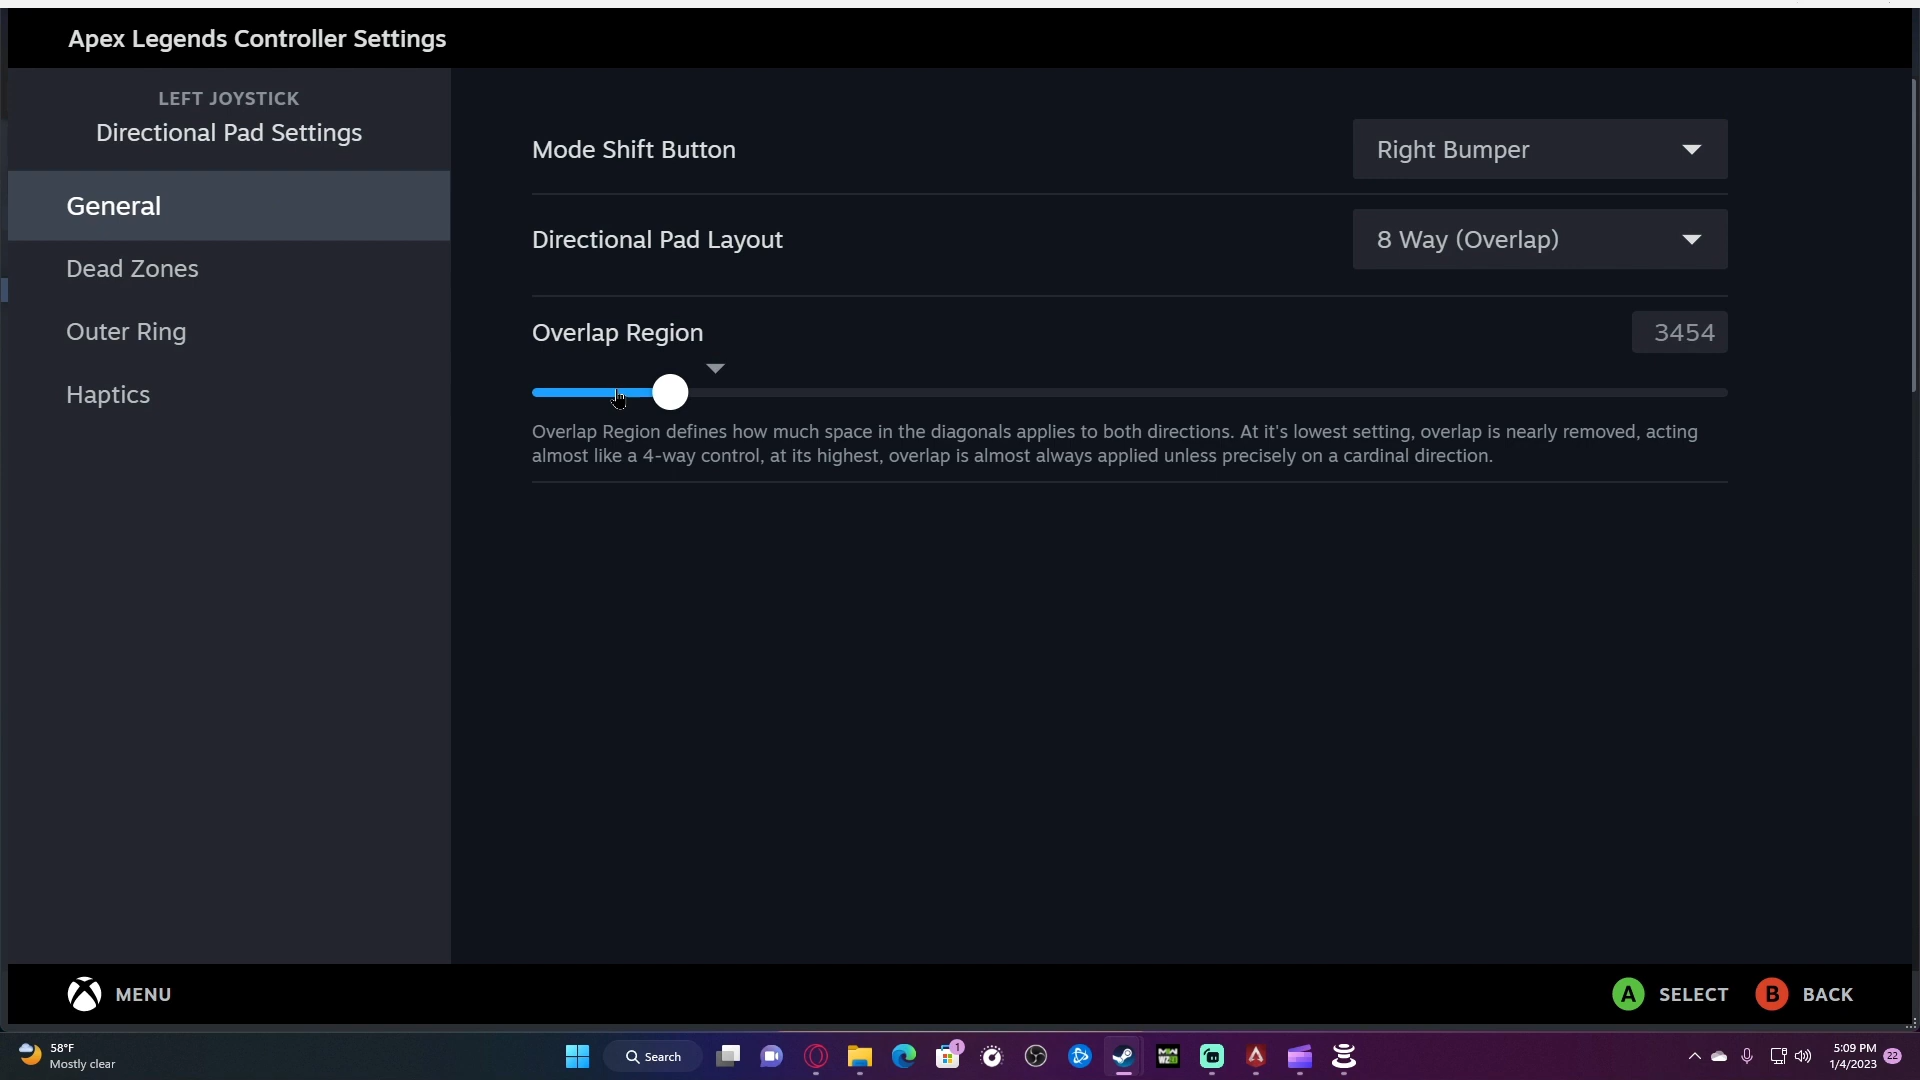 Apex Legends Controller Settings
LEFT JOYSTICK
Directional Pad Settings
General
Dead Zones
Outer Ring
Haptics
Mode Shift Button
Right Bumper
Directional Pad Layout
8 Way (Overlap)
Overlap Region
3454
Overlap Region defines how much space in the diagonals applies to both directions. At it's lowest setting, overlap is nearly removed, acting
almost like a 4-way control, at its highest, overlap is almost always applied unless precisely on a cardinal direction.
MENU
A SELECT
B BACK
58°F
Mostly clear
Search
1
MW
WZ2
5:09 PM
1/4/2023
22